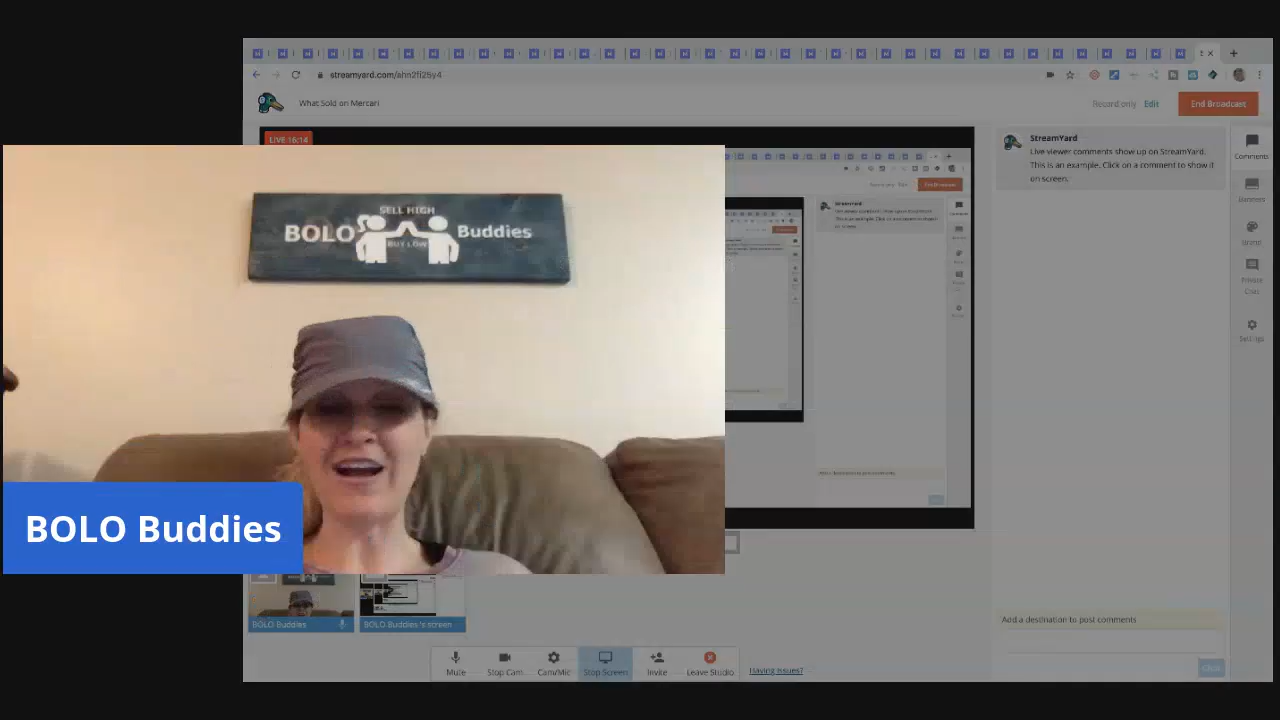 streamyard.com/ahn2fi25y4
What Sold on Mercari
Record only Edit
End Broadcast
LIVE 16:14
StreamYard
Live viewer comments show up on StreamYard.
This is an example. Click on a comment to show it
on screen.
Comments
Banners
Brand
Private
Chat
Settings
SELL HIGH
BOLO Buddies
BUY LOW
BOLO Buddies
BOLO Buddies
BOLO Buddies 's screen
Add a destination to post comments
Chat
Mute
Stop Cam
Cam/Mic
Stop Screen
Invite
Leave Studio
Having issues?